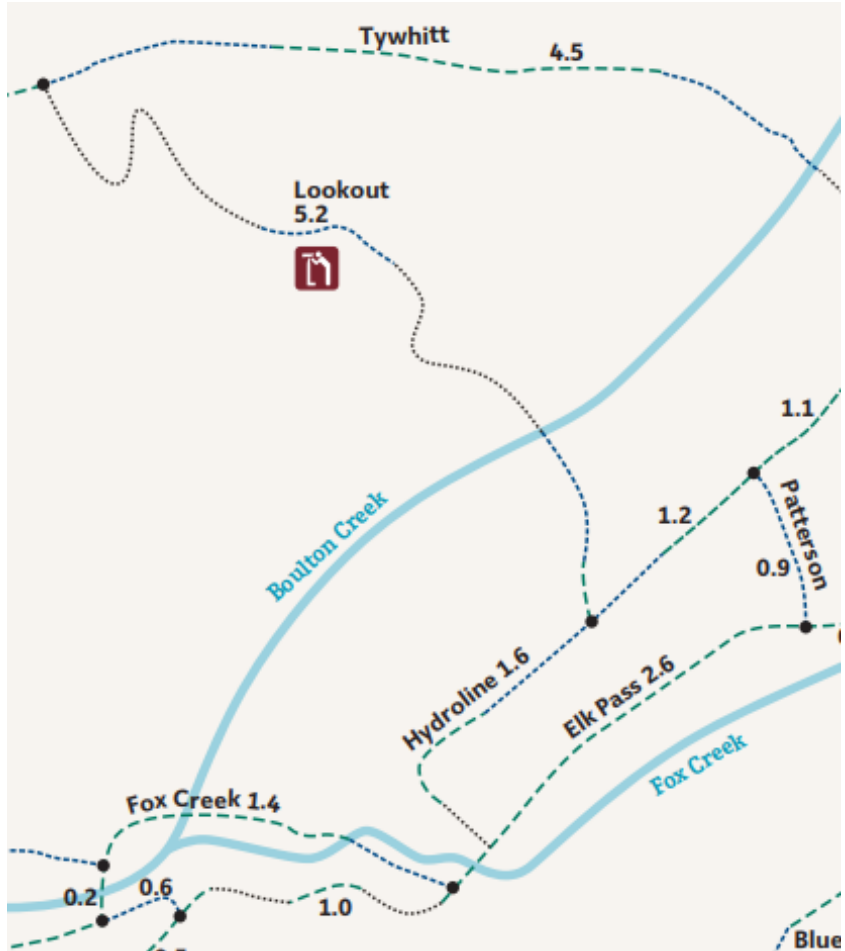 Tywhitt
4.5
Lookout
5.2
1.1
Patterson
1.2
0.9
Boulton Creek
Hydroline 1.6
Elk Pass 2.6
Fox Creek
Fox Creek 1.4
0.2
0.6
1.0
Blue